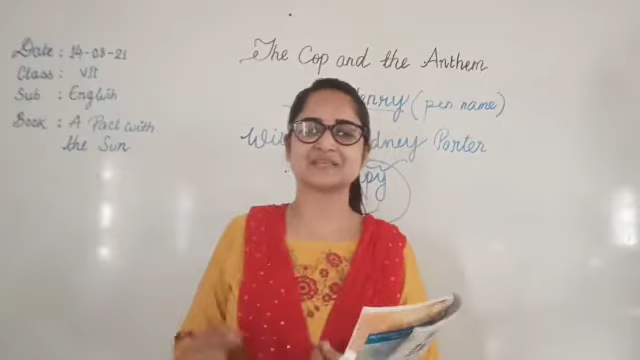 Date : 14-08-21
Class : VII
Sub : English
Book : A Pact with
the Sun
The Cop and the Anthem
Henry (pen name)
Porter